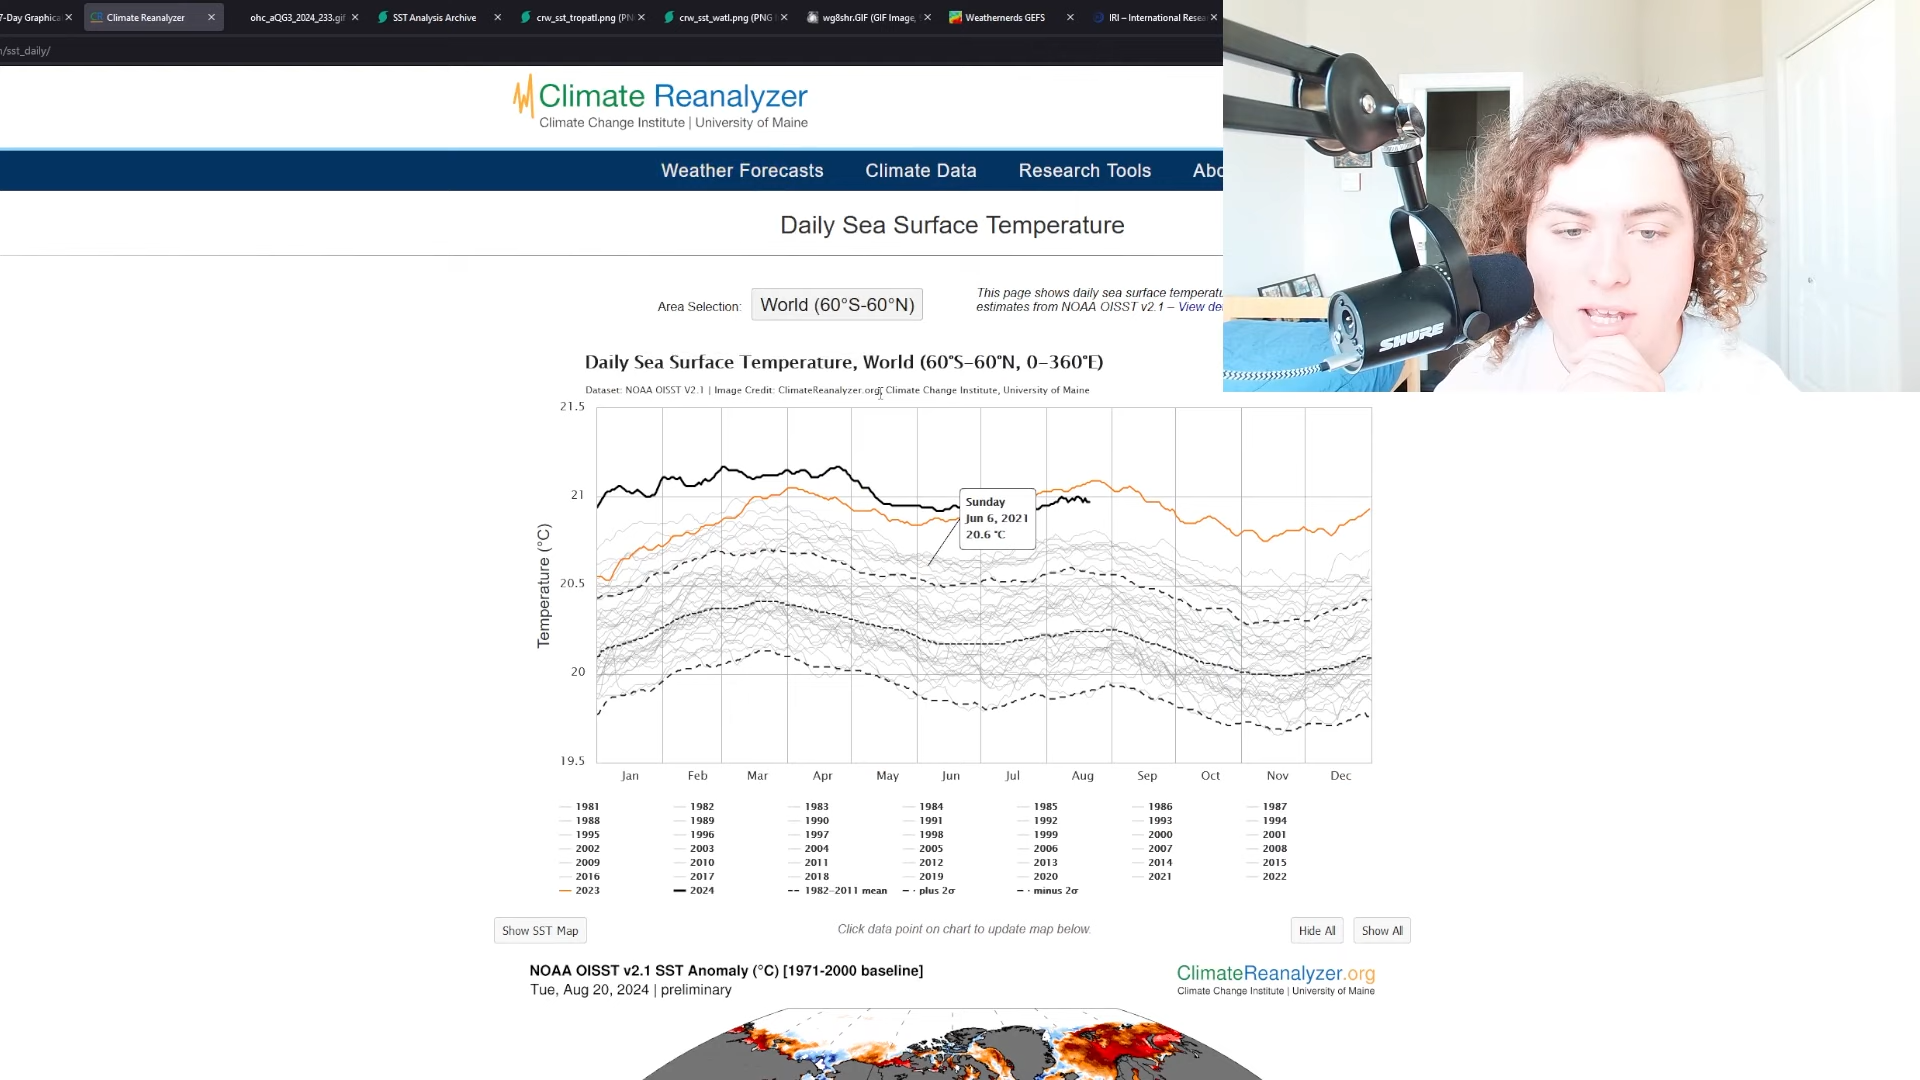 7-Day Graphica
Climate Reanalyzer
ohc_aQG3_2024_233.gif
SST Analysis Archive
crw_sst_tropatl.png (PN
crw_sst_watl.png (PNG
wg8shr.GIF (GIF Image,
Weathernerds GEFS
IRI – International Resea
/sst_daily/
Climate Reanalyzer
Climate Change Institute | University of Maine
Weather Forecasts Climate Data Research Tools Abo
Daily Sea Surface Temperature
Area Selection: World (60°S-60°N)
This page shows daily sea surface temperatu
estimates from NOAA OISST v2.1 – View de
SHURE
Daily Sea Surface Temperature, World (60°S–60°N, 0–360°E)
Dataset: NOAA OISST V2.1 | Image Credit: ClimateReanalyzer.org, Climate Change Institute, University of Maine
21.5
21
20.5
20
19.5
Temperature (°C)
Sunday
Jun 6, 2021
20.6 °C
Jan Feb Mar Apr May Jun Jul Aug Sep Oct Nov Dec
1981 1982 1983 1984 1985 1986 1987
1988 1989 1990 1991 1992 1993 1994
1995 1996 1997 1998 1999 2000 2001
2002 2003 2004 2005 2006 2007 2008
2009 2010 2011 2012 2013 2014 2015
2016 2017 2018 2019 2020 2021 2022
2023 2024 1982–2011 mean plus 2σ minus 2σ
Show SST Map
Click data point on chart to update map below.
Hide All Show All
NOAA OISST v2.1 SST Anomaly (°C) [1971-2000 baseline]
Tue, Aug 20, 2024 | preliminary
ClimateReanalyzer.org
Climate Change Institute | University of Maine